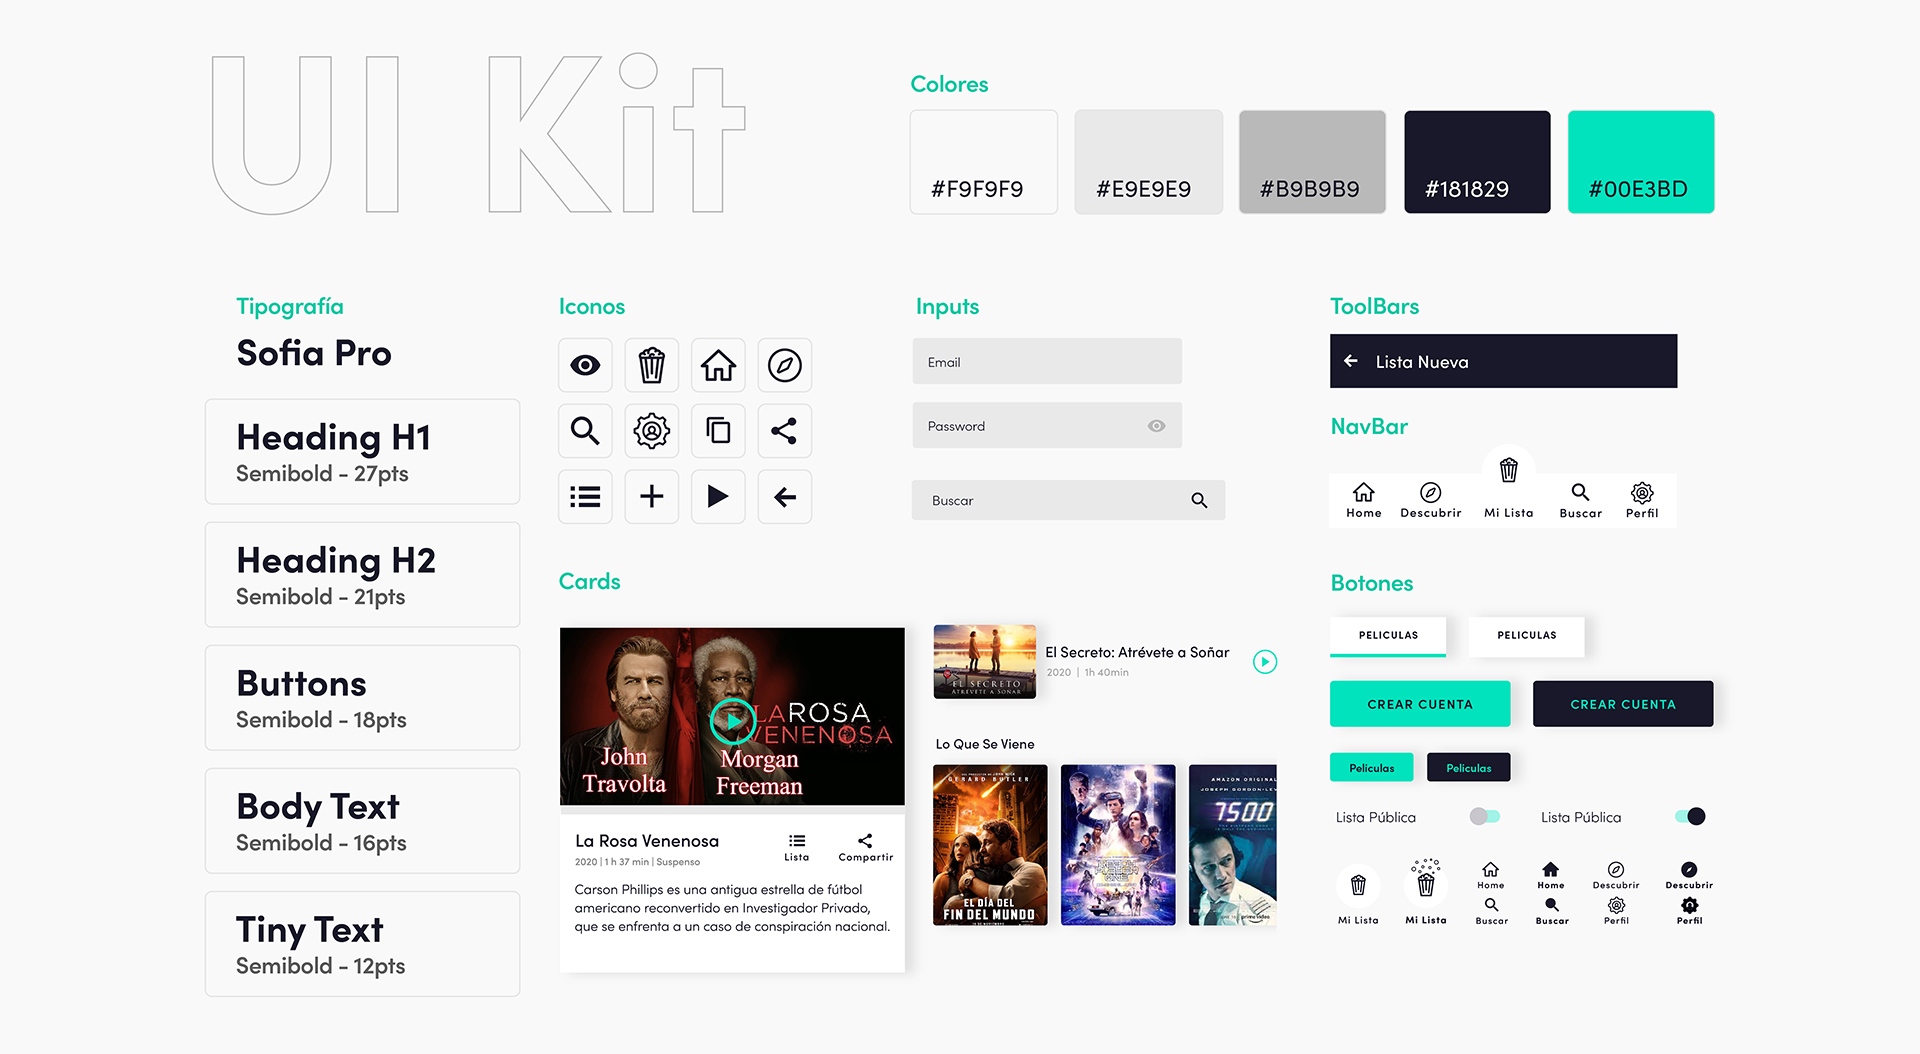 UI Kit
Colores
#F9F9F9
#E9E9E9
#B9B9B9
#181829
#00E3BD
Tipografía
Sofia Pro
Heading H1
Semibold - 27pts
Heading H2
Semibold - 21pts
Buttons
Semibold - 18pts
Body Text
Semibold - 16pts
Tiny Text
Semibold - 12pts
Iconos
Inputs
Email
Password
Buscar
ToolBars
Lista Nueva
NavBar
Home
Descubrir
Mi Lista
Buscar
Perfil
Cards
LA ROSA
VENENOSA
John
Travolta
Morgan
Freeman
La Rosa Venenosa
2020 | 1 h 37 min | Suspenso
Lista
Compartir
Carson Phillips es una antigua estrella de fútbol
americano reconvertido en Investigador Privado,
que se enfrenta a un caso de conspiración nacional.
EL SECRETO
ATREVETE A SOÑAR
El Secreto: Atrévete a Soñar
2020 | 1h 40min
Lo Que Se Viene
GERARD BUTLER
EL DÍA DEL
FIN DEL MUNDO
READY PLAYER
ONE
AMAZON ORIGINAL
JOSEPH GORDON-LEV
7500
prime video
Botones
PELICULAS
PELICULAS
CREAR CUENTA
CREAR CUENTA
Peliculas
Peliculas
Lista Pública
Lista Pública
Mi Lista
Mi Lista
Home
Home
Descubrir
Descubrir
Buscar
Buscar
Perfil
Perfil